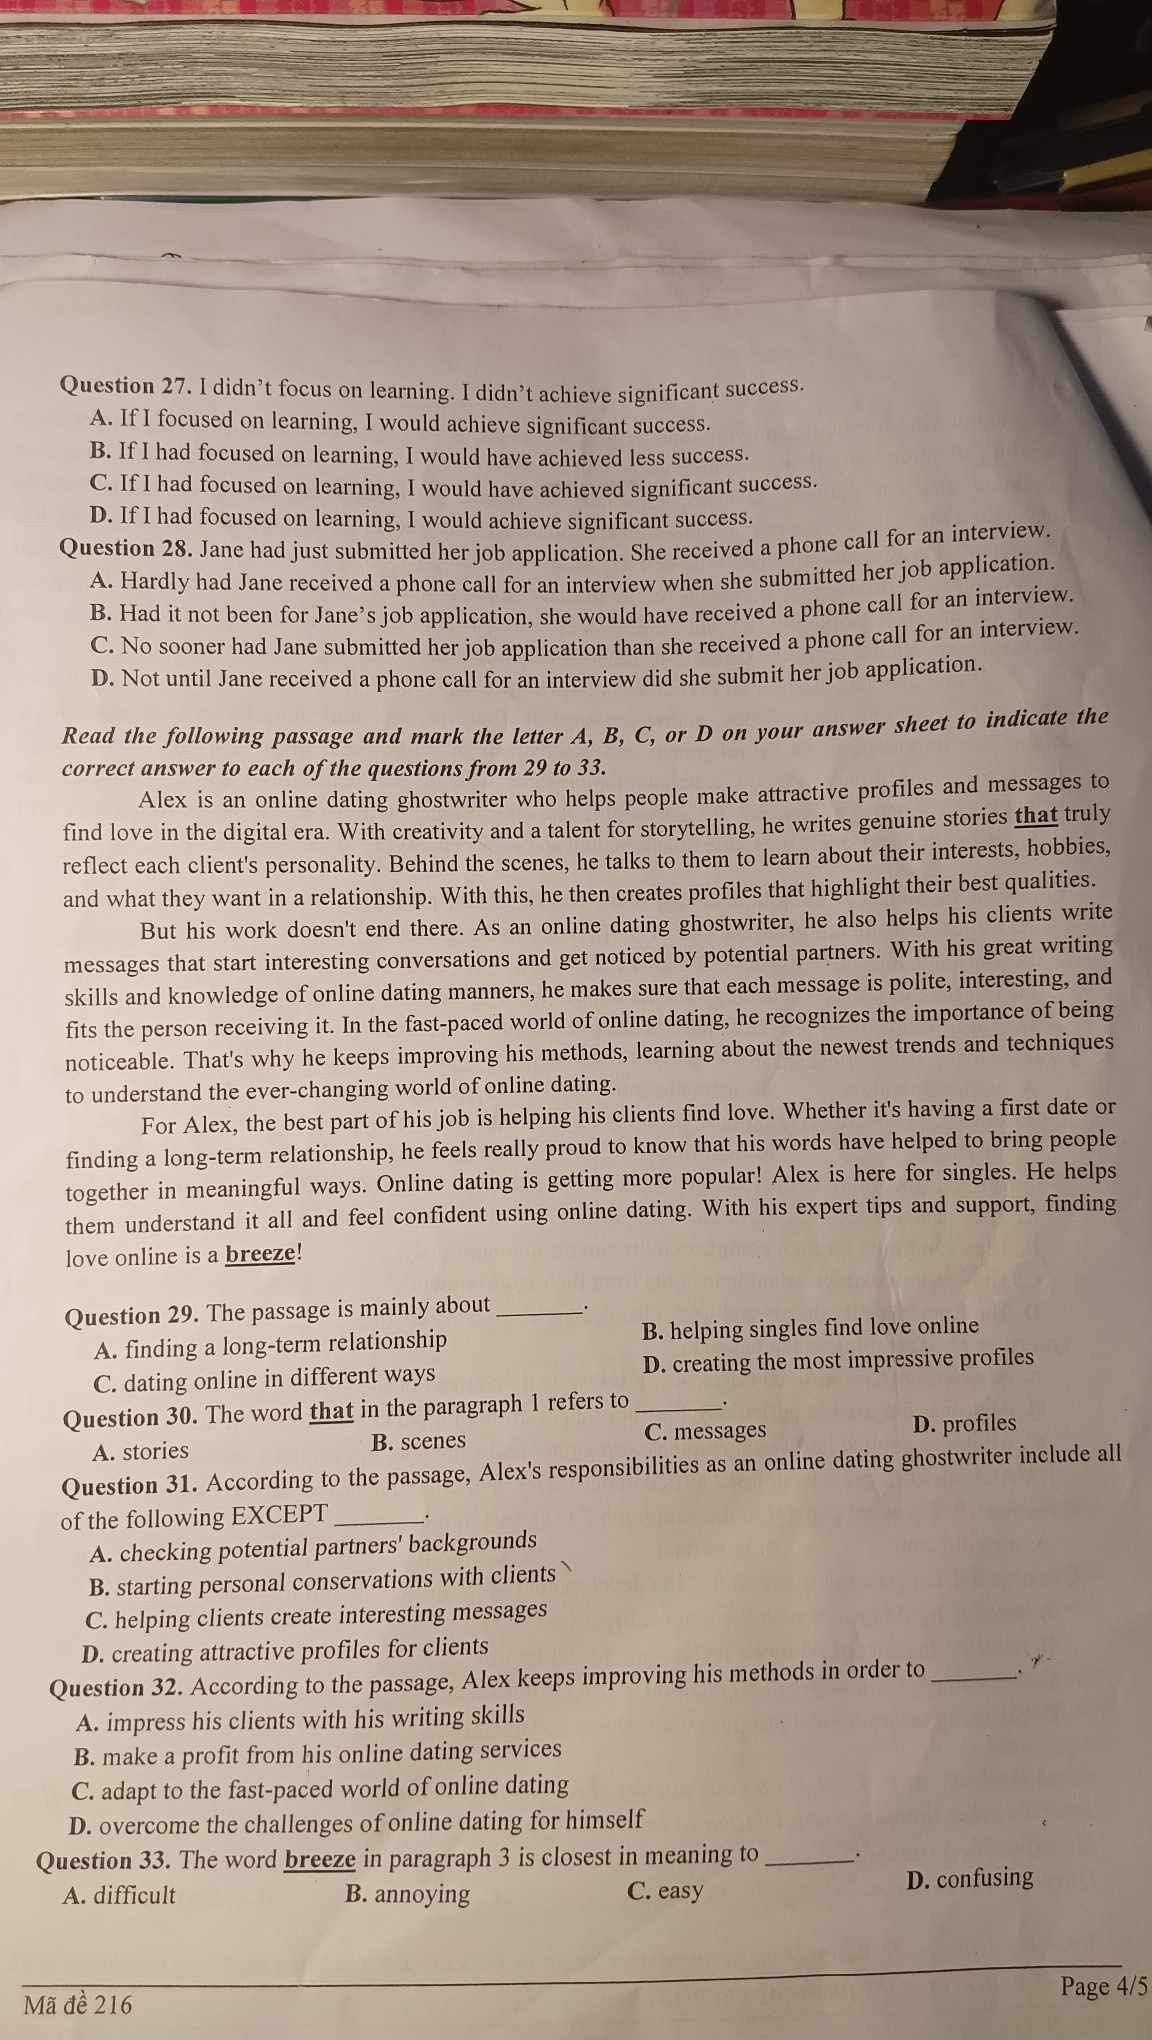 Question 27. I didn't focus on learning. I didn't achieve significant success.
A. If I focused on learning, I would achieve significant success.
B. If I had focused on learning, I would have achieved less success.
C. If I had focused on learning, I would have achieved significant success.
D. If I had focused on learning, I would achieve significant success.
Question 28. Jane had just submitted her job application. She received a phone call for an interview.
A. Hardly had Jane received a phone call for an interview when she submitted her job application.
B. Had it not been for Jane's job application, she would have received a phone call for an interview.
C. No sooner had Jane submitted her job application than she received a phone call for an interview.
D. Not until Jane received a phone call for an interview did she submit her job application.
Read the following passage and mark the letter A, B, C, or D on your answer sheet to indicate the
correct answer to each of the questions from 29 to 33.
Alex is an online dating ghostwriter who helps people make attractive profiles and messages to
find love in the digital era. With creativity and a talent for storytelling, he writes genuine stories that truly
reflect each client's personality. Behind the scenes, he talks to them to learn about their interests, hobbies,
and what they want in a relationship. With this, he then creates profiles that highlight their best qualities.
But his work doesn't end there. As an online dating ghostwriter, he also helps his clients write
messages that start interesting conversations and get noticed by potential partners. With his great writing
skills and knowledge of online dating manners, he makes sure that each message is polite, interesting, and
fits the person receiving it. In the fast-paced world of online dating, he recognizes the importance of being
noticeable. That's why he keeps improving his methods, learning about the newest trends and techniques
to understand the ever-changing world of online dating.
For Alex, the best part of his job is helping his clients find love. Whether it's having a first date or
finding a long-term relationship, he feels really proud to know that his words have helped to bring people
together in meaningful ways. Online dating is getting more popular! Alex is here for singles. He helps
them understand it all and feel confident using online dating. With his expert tips and support, finding
love online is a breeze!
Question 29. The passage is mainly about ________.
A. finding a long-term relationship B. helping singles find love online
C. dating online in different ways D. creating the most impressive profiles
Question 30. The word that in the paragraph 1 refers to ________.
A. stories B. scenes C. messages D. profiles
Question 31. According to the passage, Alex's responsibilities as an online dating ghostwriter include all
of the following EXCEPT ________.
A. checking potential partners' backgrounds
B. starting personal conservations with clients
C. helping clients create interesting messages
D. creating attractive profiles for clients
Question 32. According to the passage, Alex keeps improving his methods in order to ________.
A. impress his clients with his writing skills
B. make a profit from his online dating services
C. adapt to the fast-paced world of online dating
D. overcome the challenges of online dating for himself
Question 33. The word breeze in paragraph 3 is closest in meaning to ________.
A. difficult B. annoying C. easy D. confusing
Mã đề 216 Page 4/5